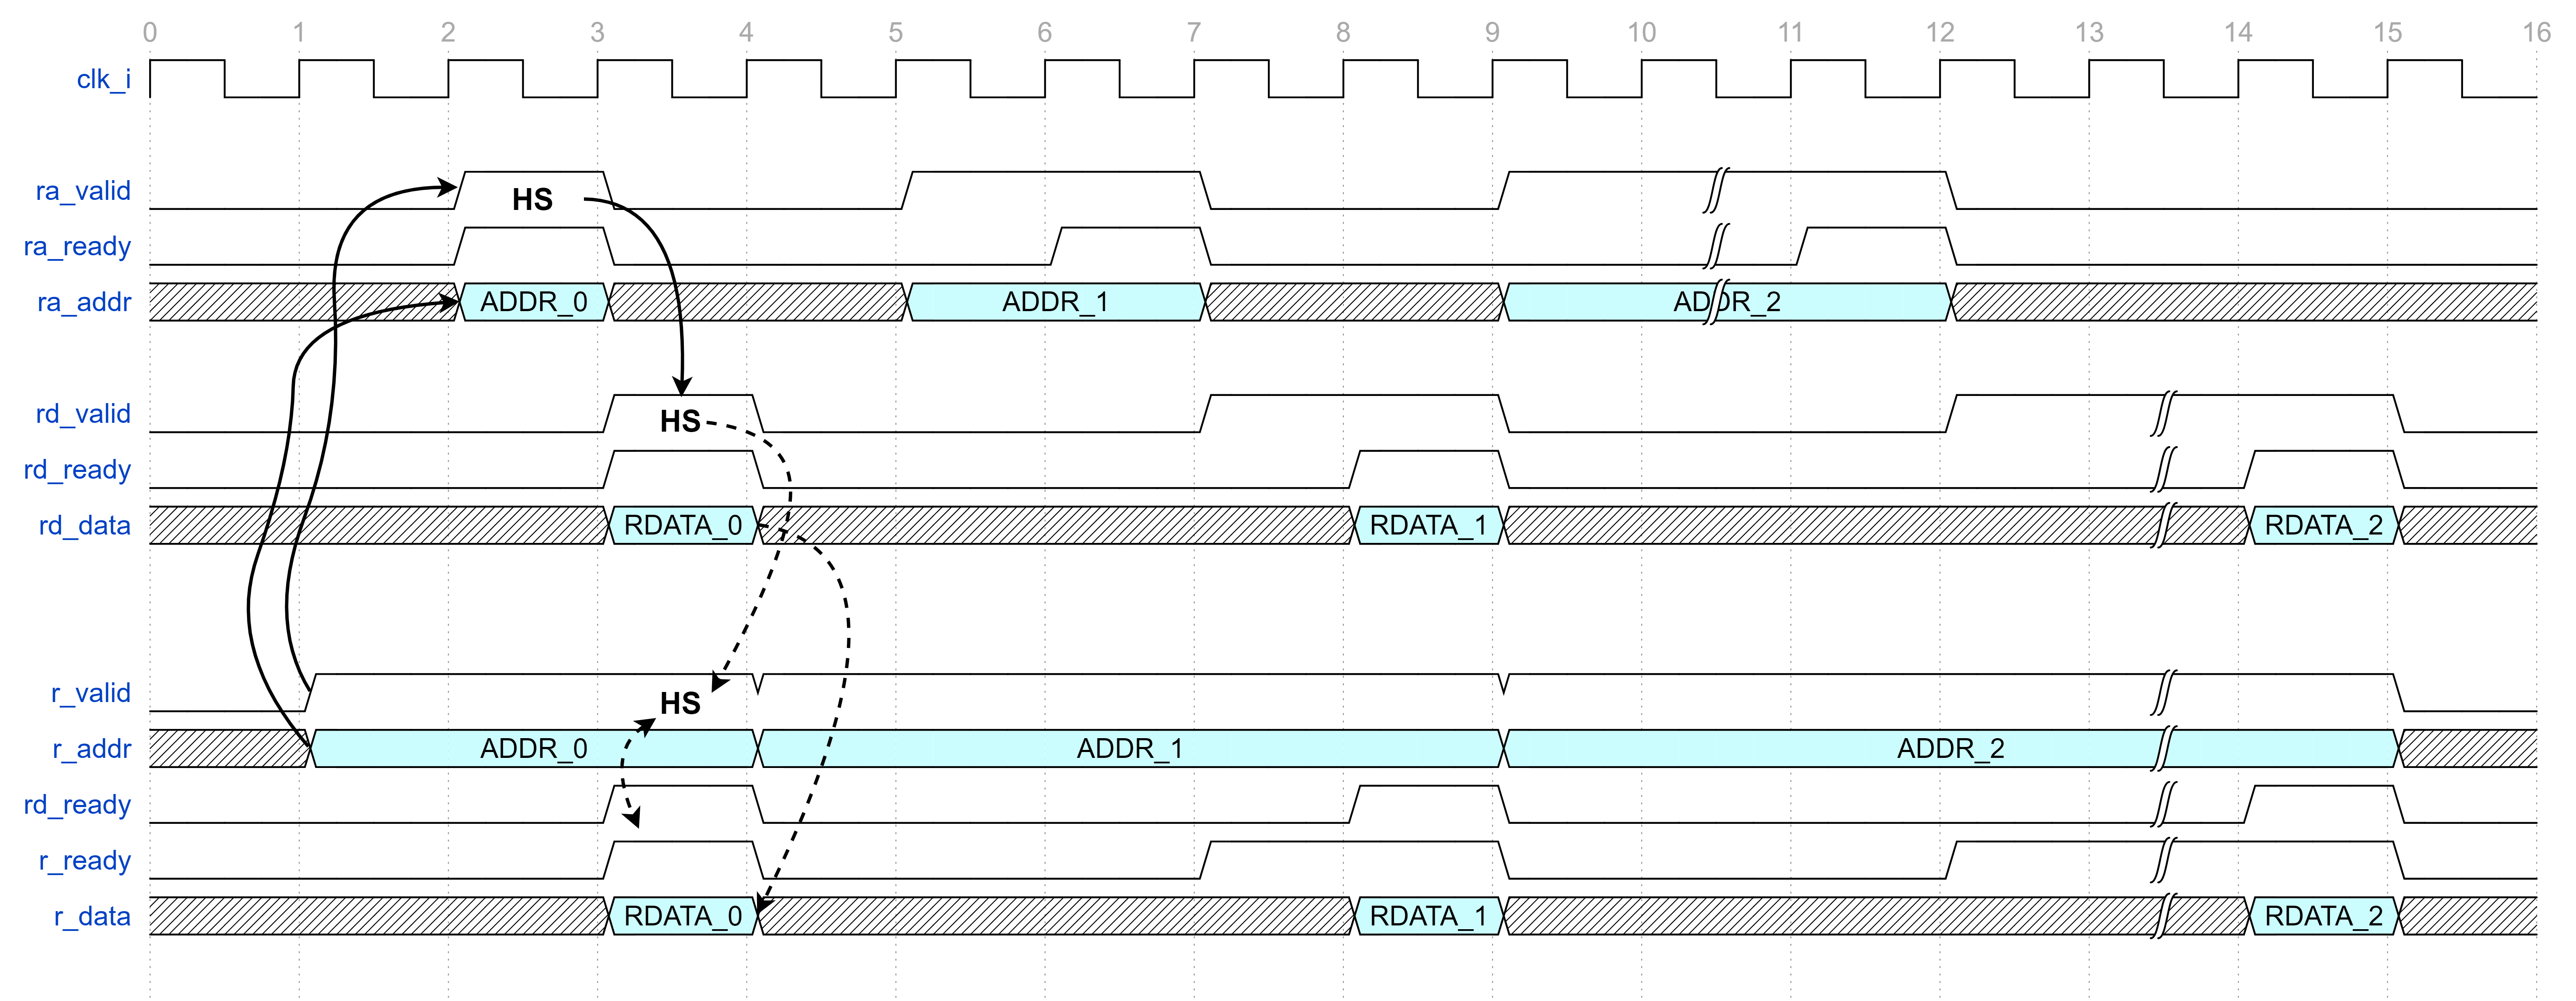 0 1 2 3 4 5 6 7 8 9 10 11 12 13 14 15 16
clk_i
ra_valid HS
ra_ready
ra_addr ADDR_0 ADDR_1 ADDR_2
rd_valid HS
rd_ready
rd_data RDATA_0 RDATA_1 RDATA_2
r_valid HS
r_addr ADDR_0 ADDR_1 ADDR_2
rd_ready
r_ready
r_data RDATA_0 RDATA_1 RDATA_2